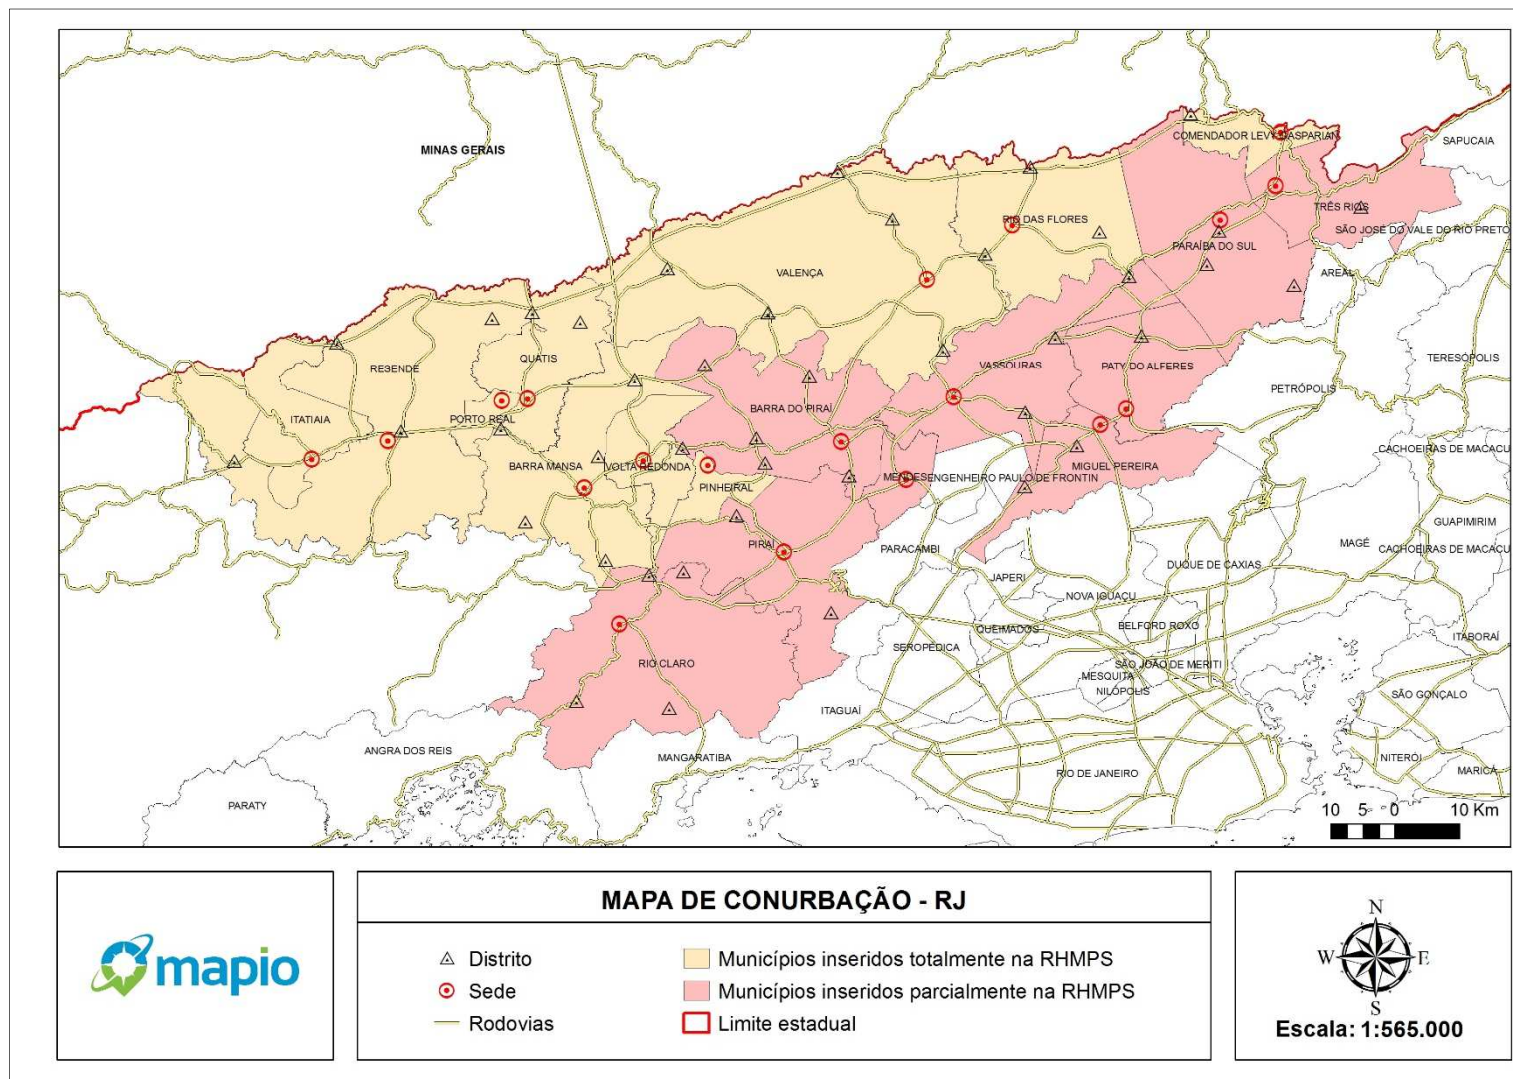 MINAS GERAIS
COMENDADOR LEVY GASPARIAN
SAPUCAIA
TRÊS RIOS
SÃO JOSÉ DO VALE DO RIO PRETO
RIO DAS FLORES
PARAÍBA DO SUL
VALENÇA
AREAL
QUATIS
TERESÓPOLIS
RESENDE
VASSOURAS
PATY DO ALFERES
PETRÓPOLIS
BARRA DO PIRAÍ
ITATIAIA
PORTO REAL
CACHOEIRAS DE MACACU
BARRA MANSA
VOLTA REDONDA
MIGUEL PEREIRA
MENDES
ENGENHEIRO PAULO DE FRONTIN
PINHEIRAL
GUAPIMIRIM
PIRAÍ
PARACAMBI
MAGÉ
CACHOEIRAS DE MACACU
DUQUE DE CAXIAS
JAPERI
NOVA IGUAÇU
QUEIMADOS
BELFORD ROXO
ITABORAÍ
SEROPÉDICA
RIO CLARO
SÃO JOÃO DE MERITI
MESQUITA
NILÓPOLIS
SÃO GONÇALO
ITAGUAÍ
ANGRA DOS REIS
MANGARATIBA
NITERÓI
RIO DE JANEIRO
MARICÁ
PARATY
10 5 0 10 Km
mapio
MAPA DE CONURBAÇÃO - RJ
Distrito
Sede
Rodovias
Municípios inseridos totalmente na RHMPS
Municípios inseridos parcialmente na RHMPS
Limite estadual
N
W E
S
Escala: 1:565.000